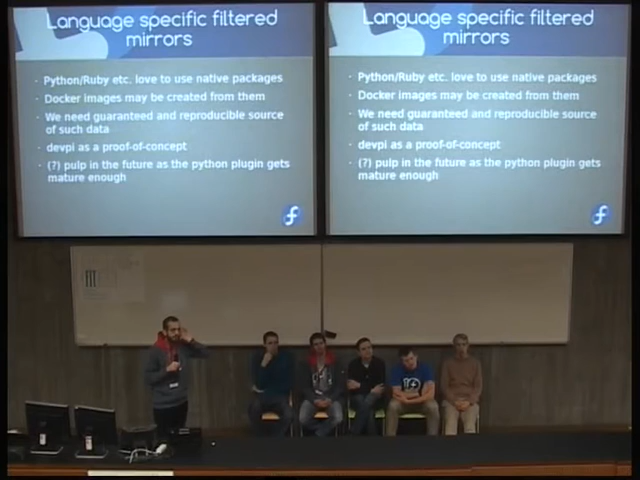 Language specific filtered
mirrors
· Python/Ruby etc. love to use native packages
· Docker images may be created from them
· We need guaranteed and reproducible source
of such data
· devpi as a proof-of-concept
· (?) pulp in the future as the python plugin gets
mature enough
Language specific filtered
mirrors
· Python/Ruby etc. love to use native packages
· Docker images may be created from them
· We need guaranteed and reproducible source
of such data
· devpi as a proof-of-concept
· (?) pulp in the future as the python plugin gets
mature enough